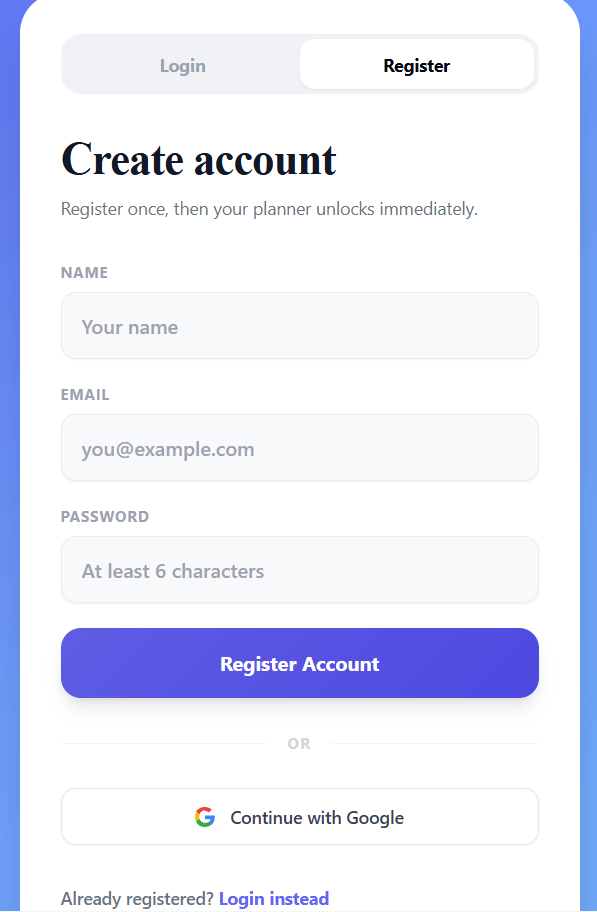 Login Register
Create account
Register once, then your planner unlocks immediately.
NAME
Your name
EMAIL
you@example.com
PASSWORD
At least 6 characters
Register Account
OR
Continue with Google
Already registered? Login instead